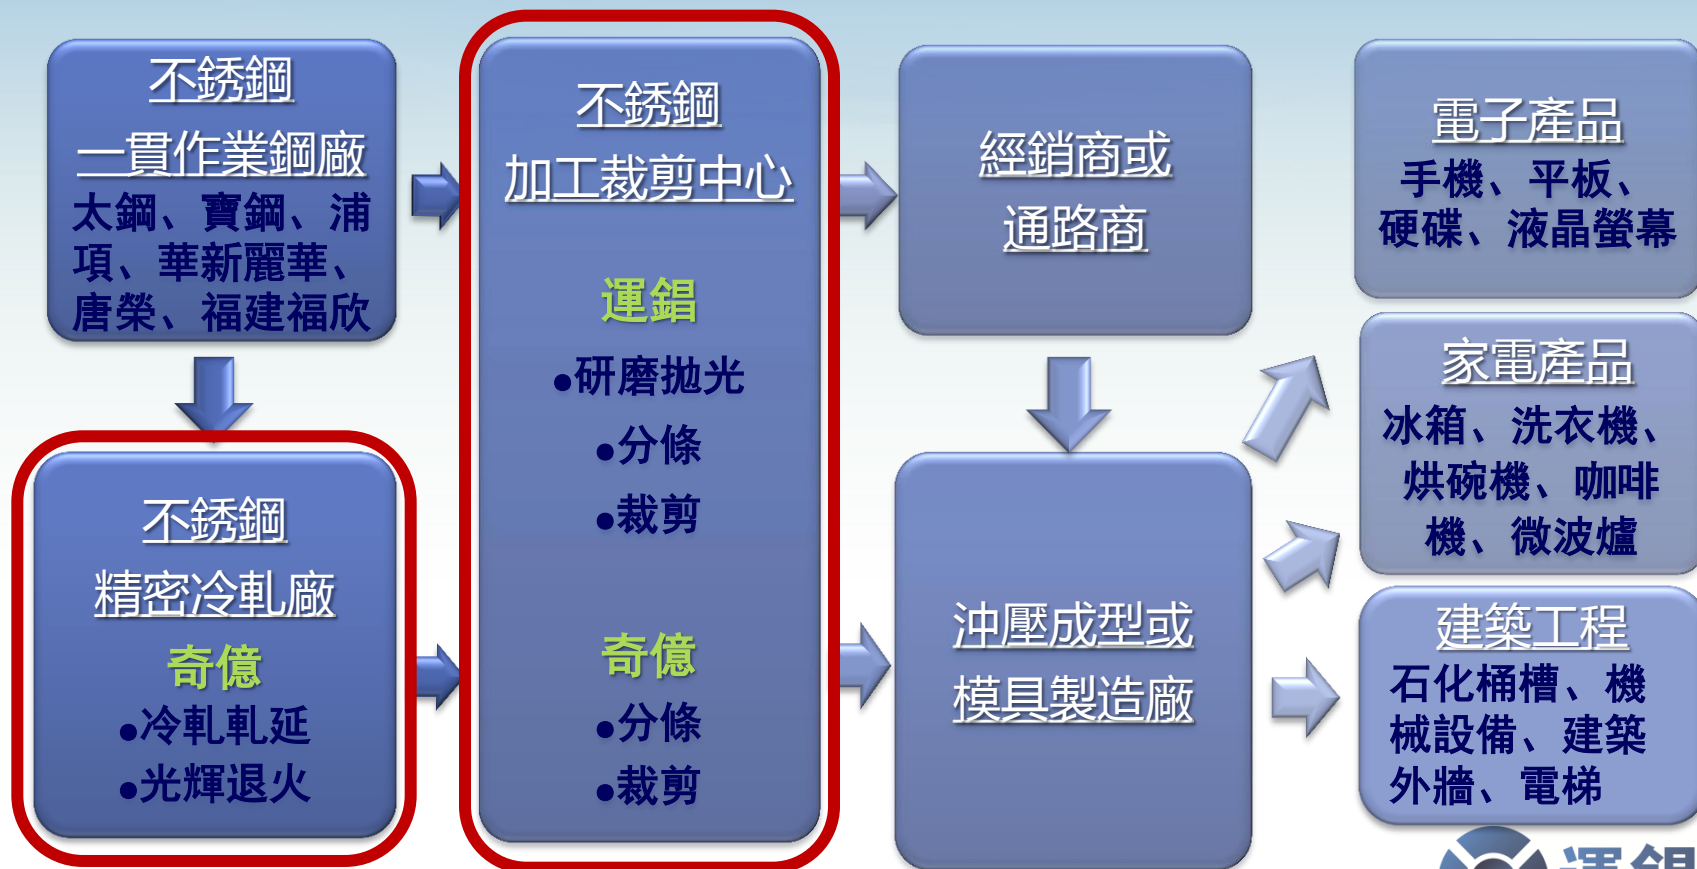 不銹鋼
一貫作業鋼廠
太鋼、寶鋼、浦
項、華新麗華、
唐榮、福建福欣
不銹鋼
精密冷軋廠
奇億
●冷軋軋延
●光輝退火
不銹鋼
加工裁剪中心
運錩
●研磨拋光
●分條
●裁剪
奇億
●分條
●裁剪
經銷商或
通路商
沖壓成型或
模具製造廠
電子產品
手機、平板、
硬碟、液晶螢幕
家電產品
冰箱、洗衣機、
烘碗機、咖啡
機、微波爐
建築工程
石化桶槽、機
械設備、建築
外牆、電梯
運錩